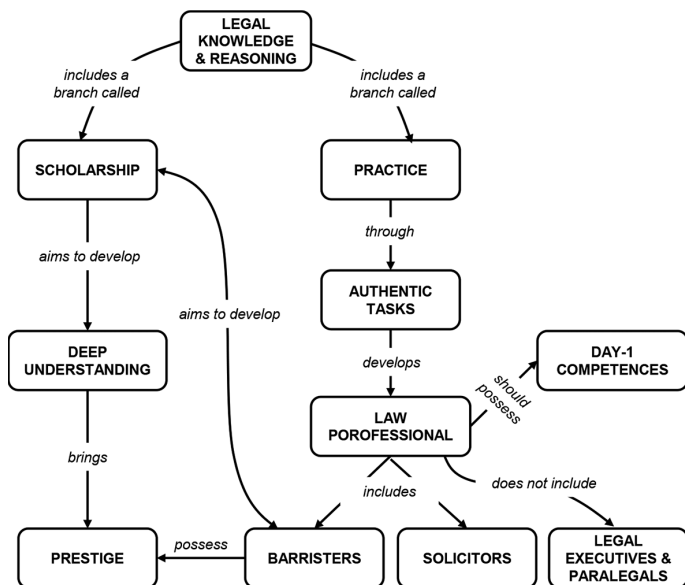 LEGAL
KNOWLEDGE
& REASONING
includes a
branch called
includes a
branch called
SCHOLARSHIP
PRACTICE
through
aims to develop
AUTHENTIC
TASKS
aims to develop
DEEP
UNDERSTANDING
develops
DAY-1
COMPETENCES
should
possess
LAW
POROFESSIONAL
brings
includes
does not include
PRESTIGE
possess
BARRISTERS
SOLICITORS
LEGAL
EXECUTIVES &
PARALEGALS